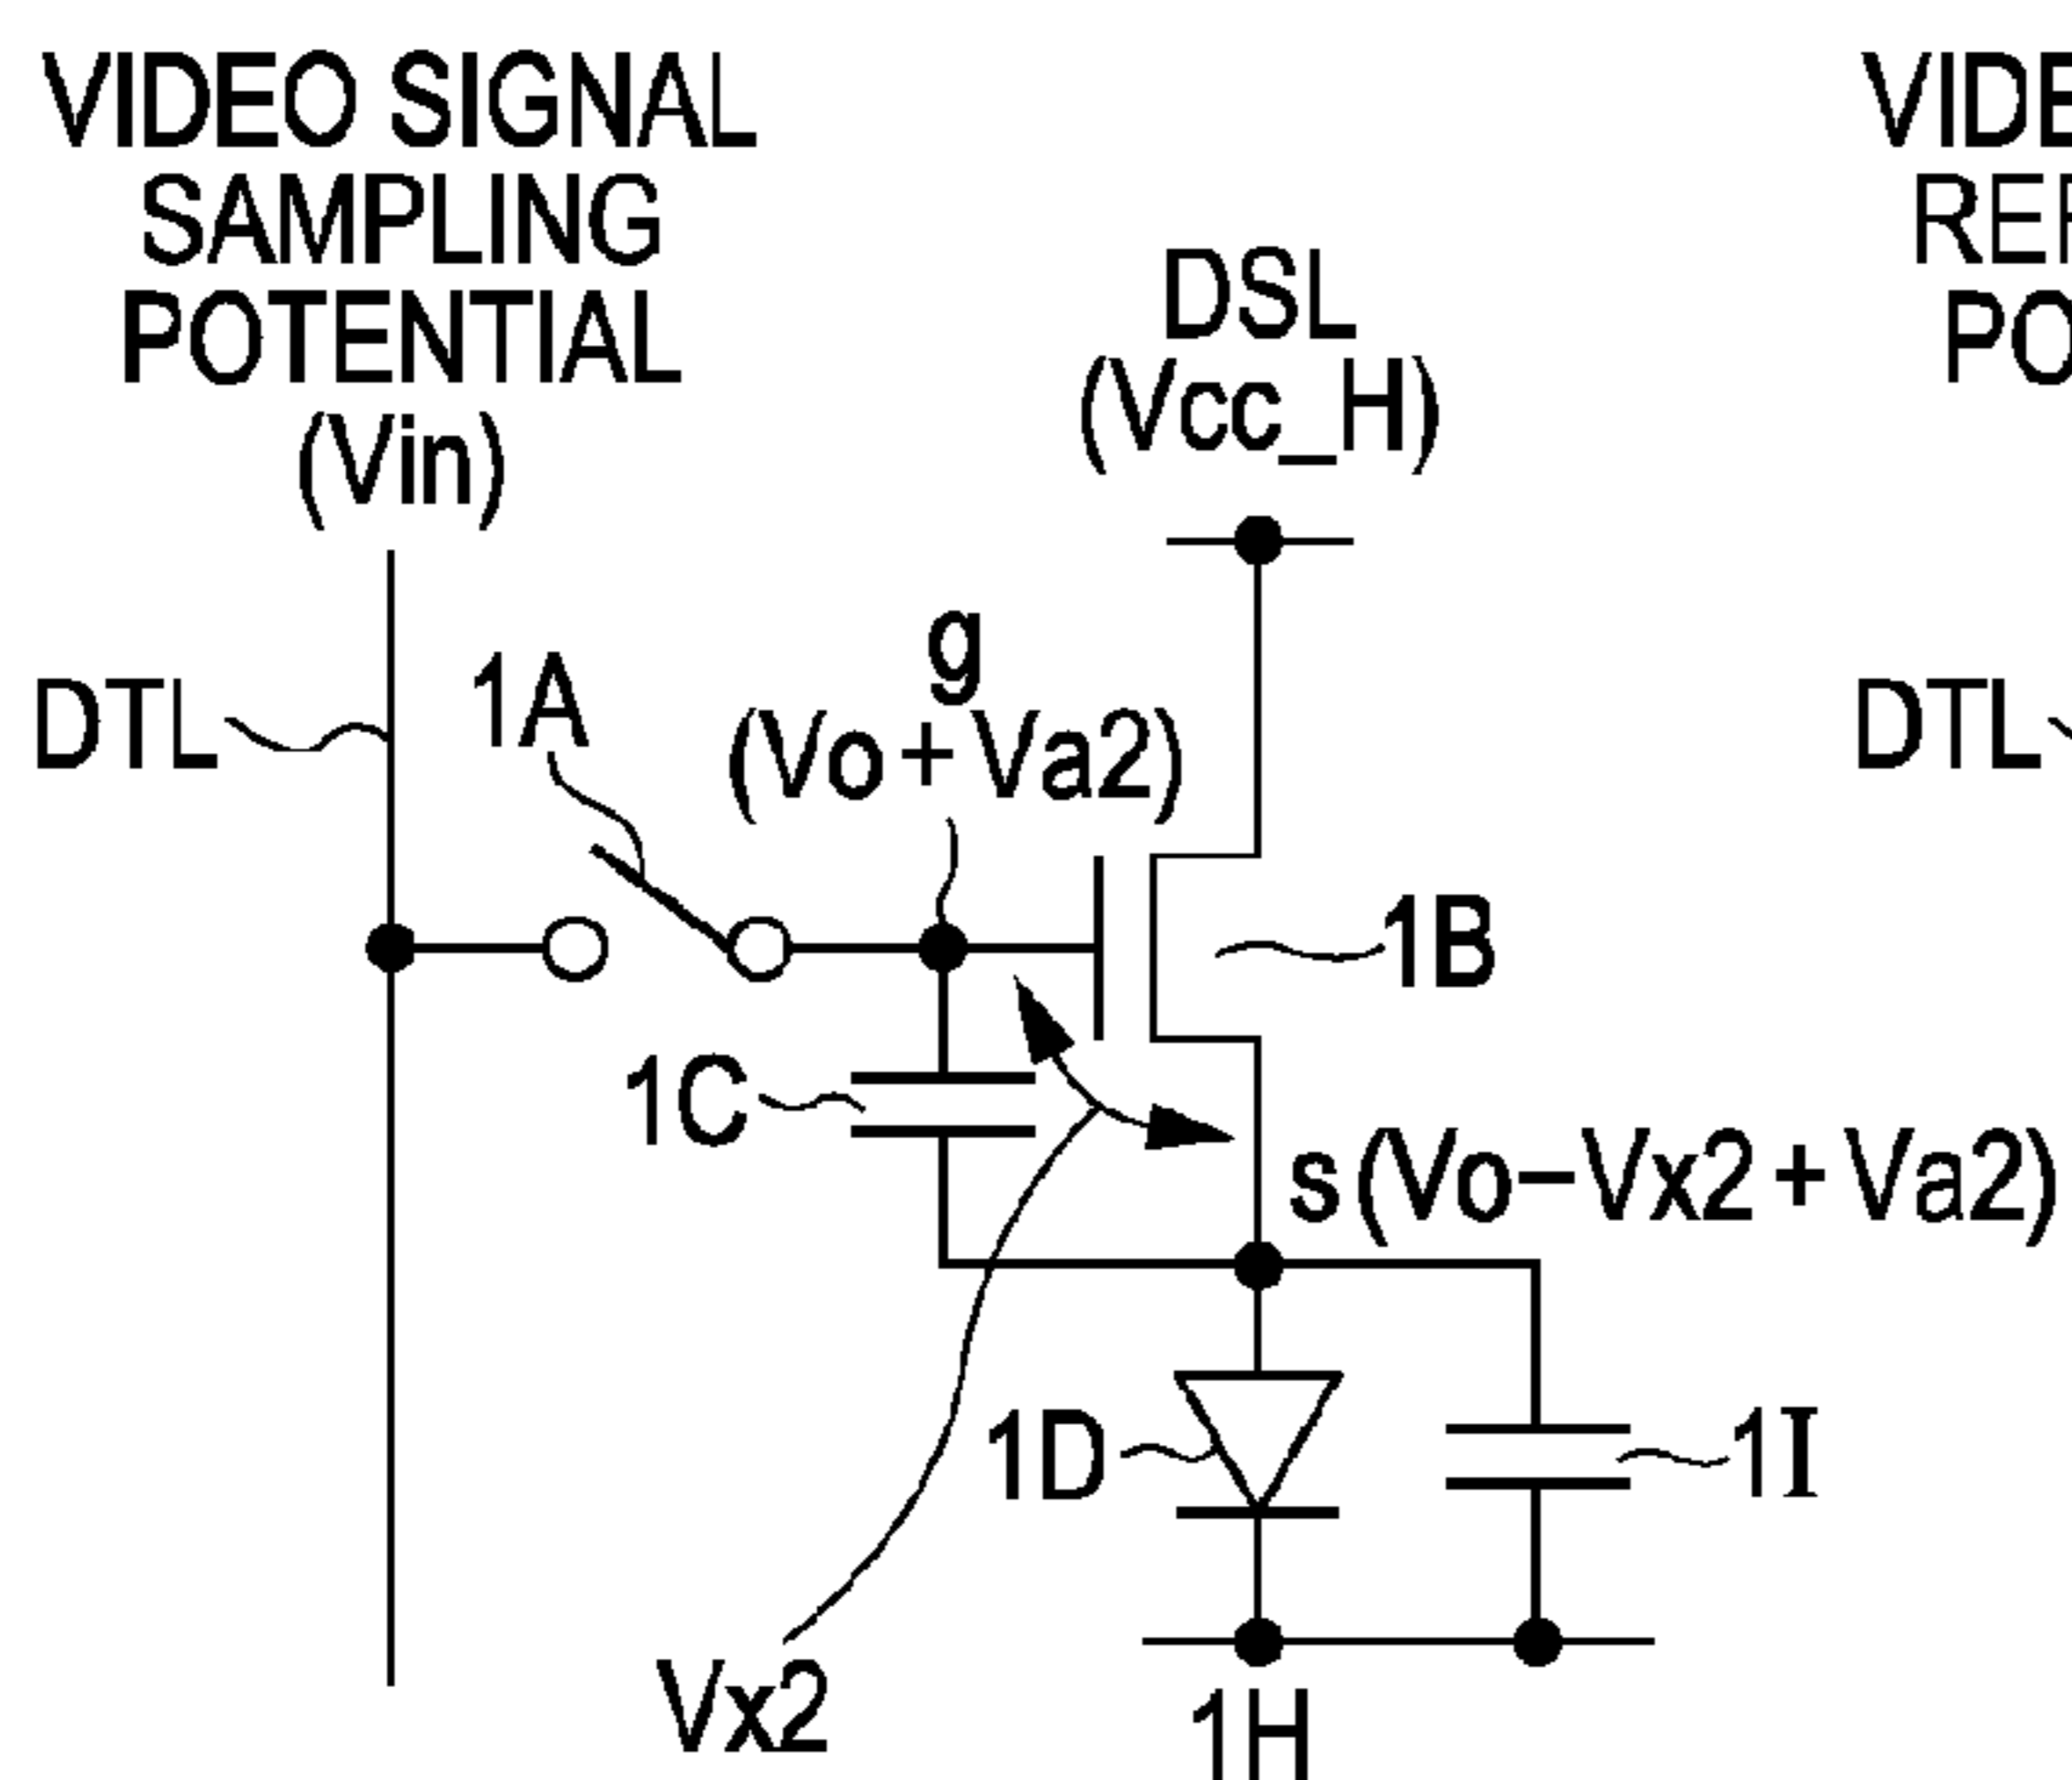 VIDEO SIGNAL
SAMPLING
POTENTIAL
(Vin)
DSL
(Vcc_H)
DTL
1A
g
(Vo+Va2)
1B
1C
s(Vo−Vx2+Va2)
1D
1I
Vx2
1H
DTL